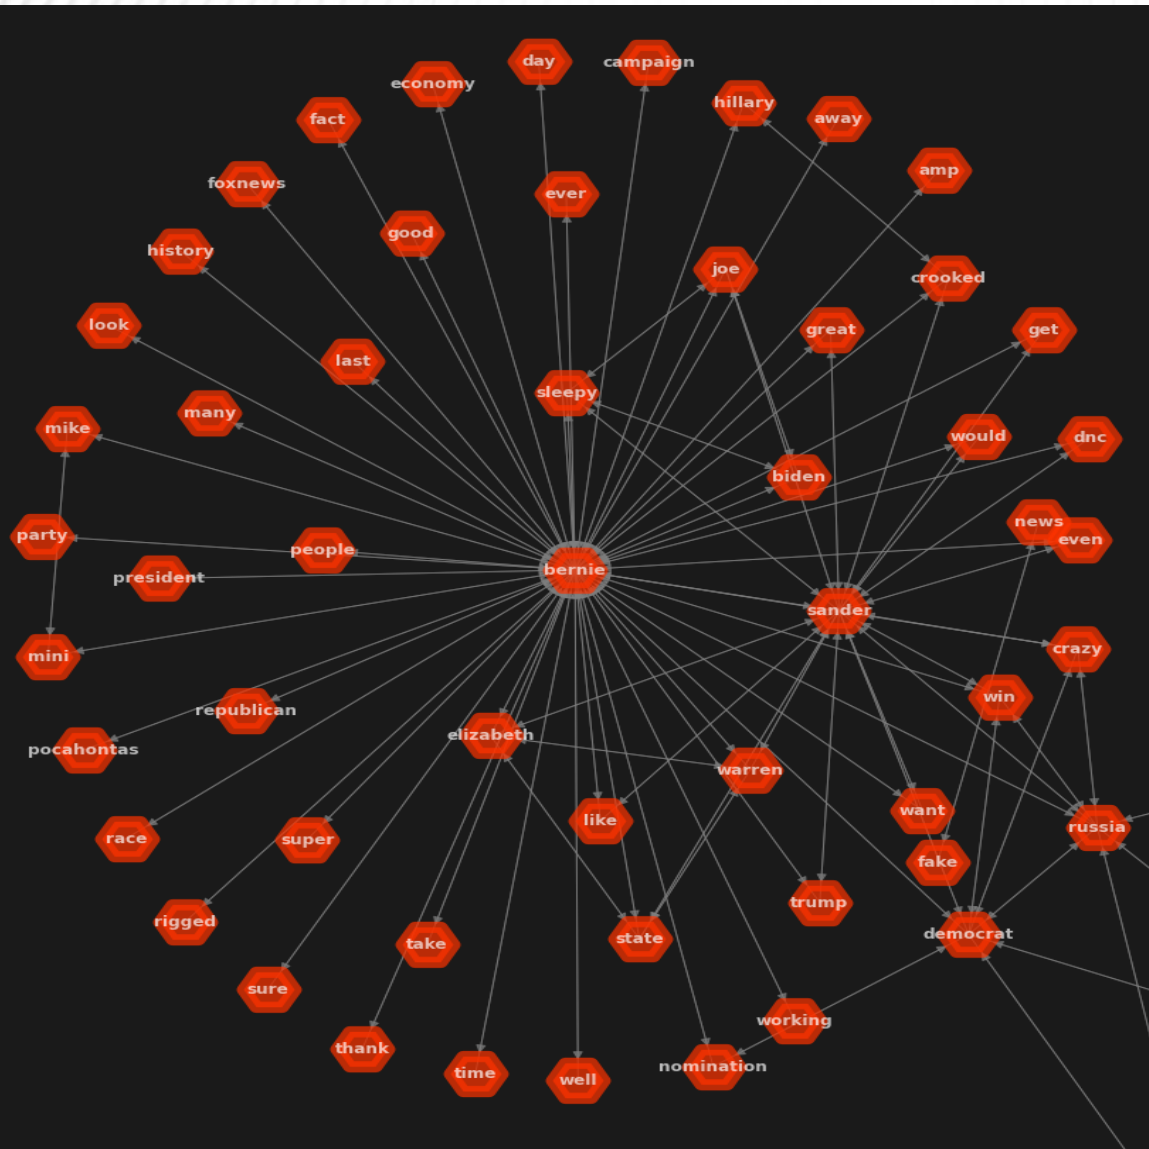 day
campaign
economy
hillary
fact
away
amp
foxnews
ever
good
history
joe
crooked
look
great
get
last
sleepy
many
mike
would
dnc
biden
news
party
even
people
bernie
president
sander
crazy
mini
win
republican
elizabeth
pocahontas
warren
want
like
russia
race
super
fake
trump
rigged
democrat
state
take
sure
working
thank
nomination
time
well